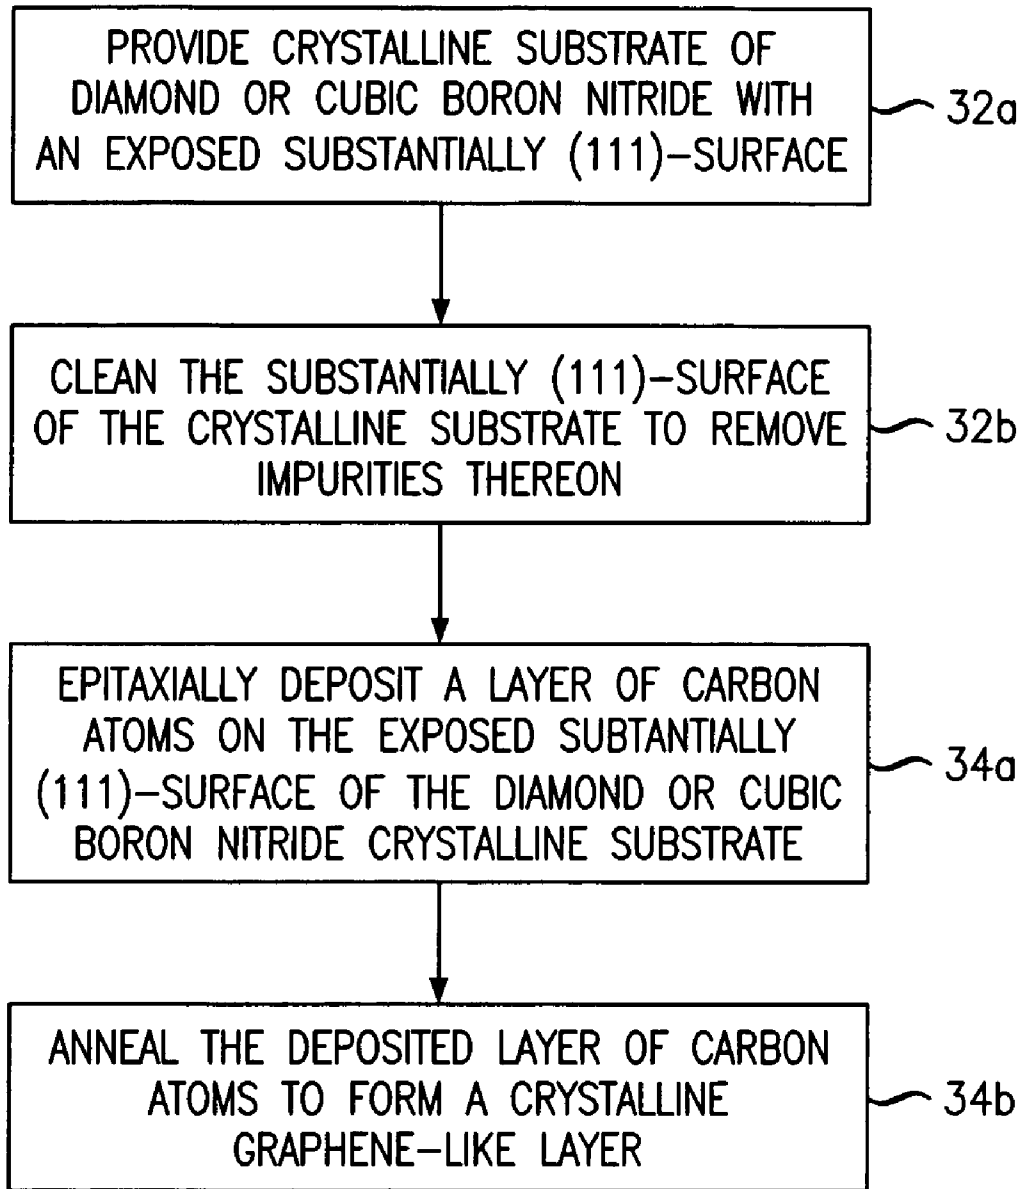 PROVIDE CRYSTALLINE SUBSTRATE OF
DIAMOND OR CUBIC BORON NITRIDE WITH
AN EXPOSED SUBSTANTIALLY (111)-SURFACE
32a
CLEAN THE SUBSTANTIALLY (111)-SURFACE
OF THE CRYSTALLINE SUBSTRATE TO REMOVE
IMPURITIES THEREON
32b
EPITAXIALLY DEPOSIT A LAYER OF CARBON
ATOMS ON THE EXPOSED SUBTANTIALLY
(111)-SURFACE OF THE DIAMOND OR CUBIC
BORON NITRIDE CRYSTALLINE SUBSTRATE
34a
ANNEAL THE DEPOSITED LAYER OF CARBON
ATOMS TO FORM A CRYSTALLINE
GRAPHENE-LIKE LAYER
34b